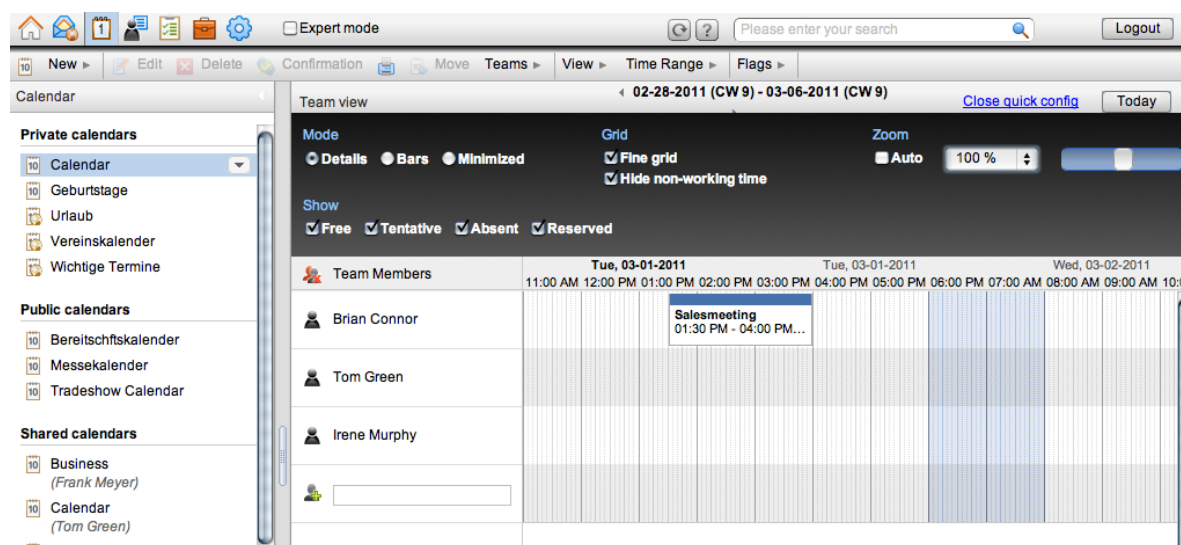 Expert mode
Please enter your search
Logout
New Edit Delete Confirmation Move Teams View Time Range Flags
Calendar
Team view
02-28-2011 (CW 9) - 03-06-2011 (CW 9)
Close quick config
Today
Private calendars
Calendar
Geburtstage
Urlaub
Vereinskalender
Wichtige Termine
Public calendars
Bereitschftskalender
Messekalender
Tradeshow Calendar
Shared calendars
Business
(Frank Meyer)
Calendar
(Tom Green)
Mode Grid Zoom
Details Bars Minimized Fine grid Auto 100 %
Hide non-working time
Show
Free Tentative Absent Reserved
Team Members
Tue, 03-01-2011 Tue, 03-01-2011 Wed, 03-02-2011
11:00 AM 12:00 PM 01:00 PM 02:00 PM 03:00 PM 04:00 PM 05:00 PM 06:00 PM 07:00 AM 08:00 AM 09:00 AM 10:
Brian Connor
Salesmeeting
01:30 PM - 04:00 PM...
Tom Green
Irene Murphy